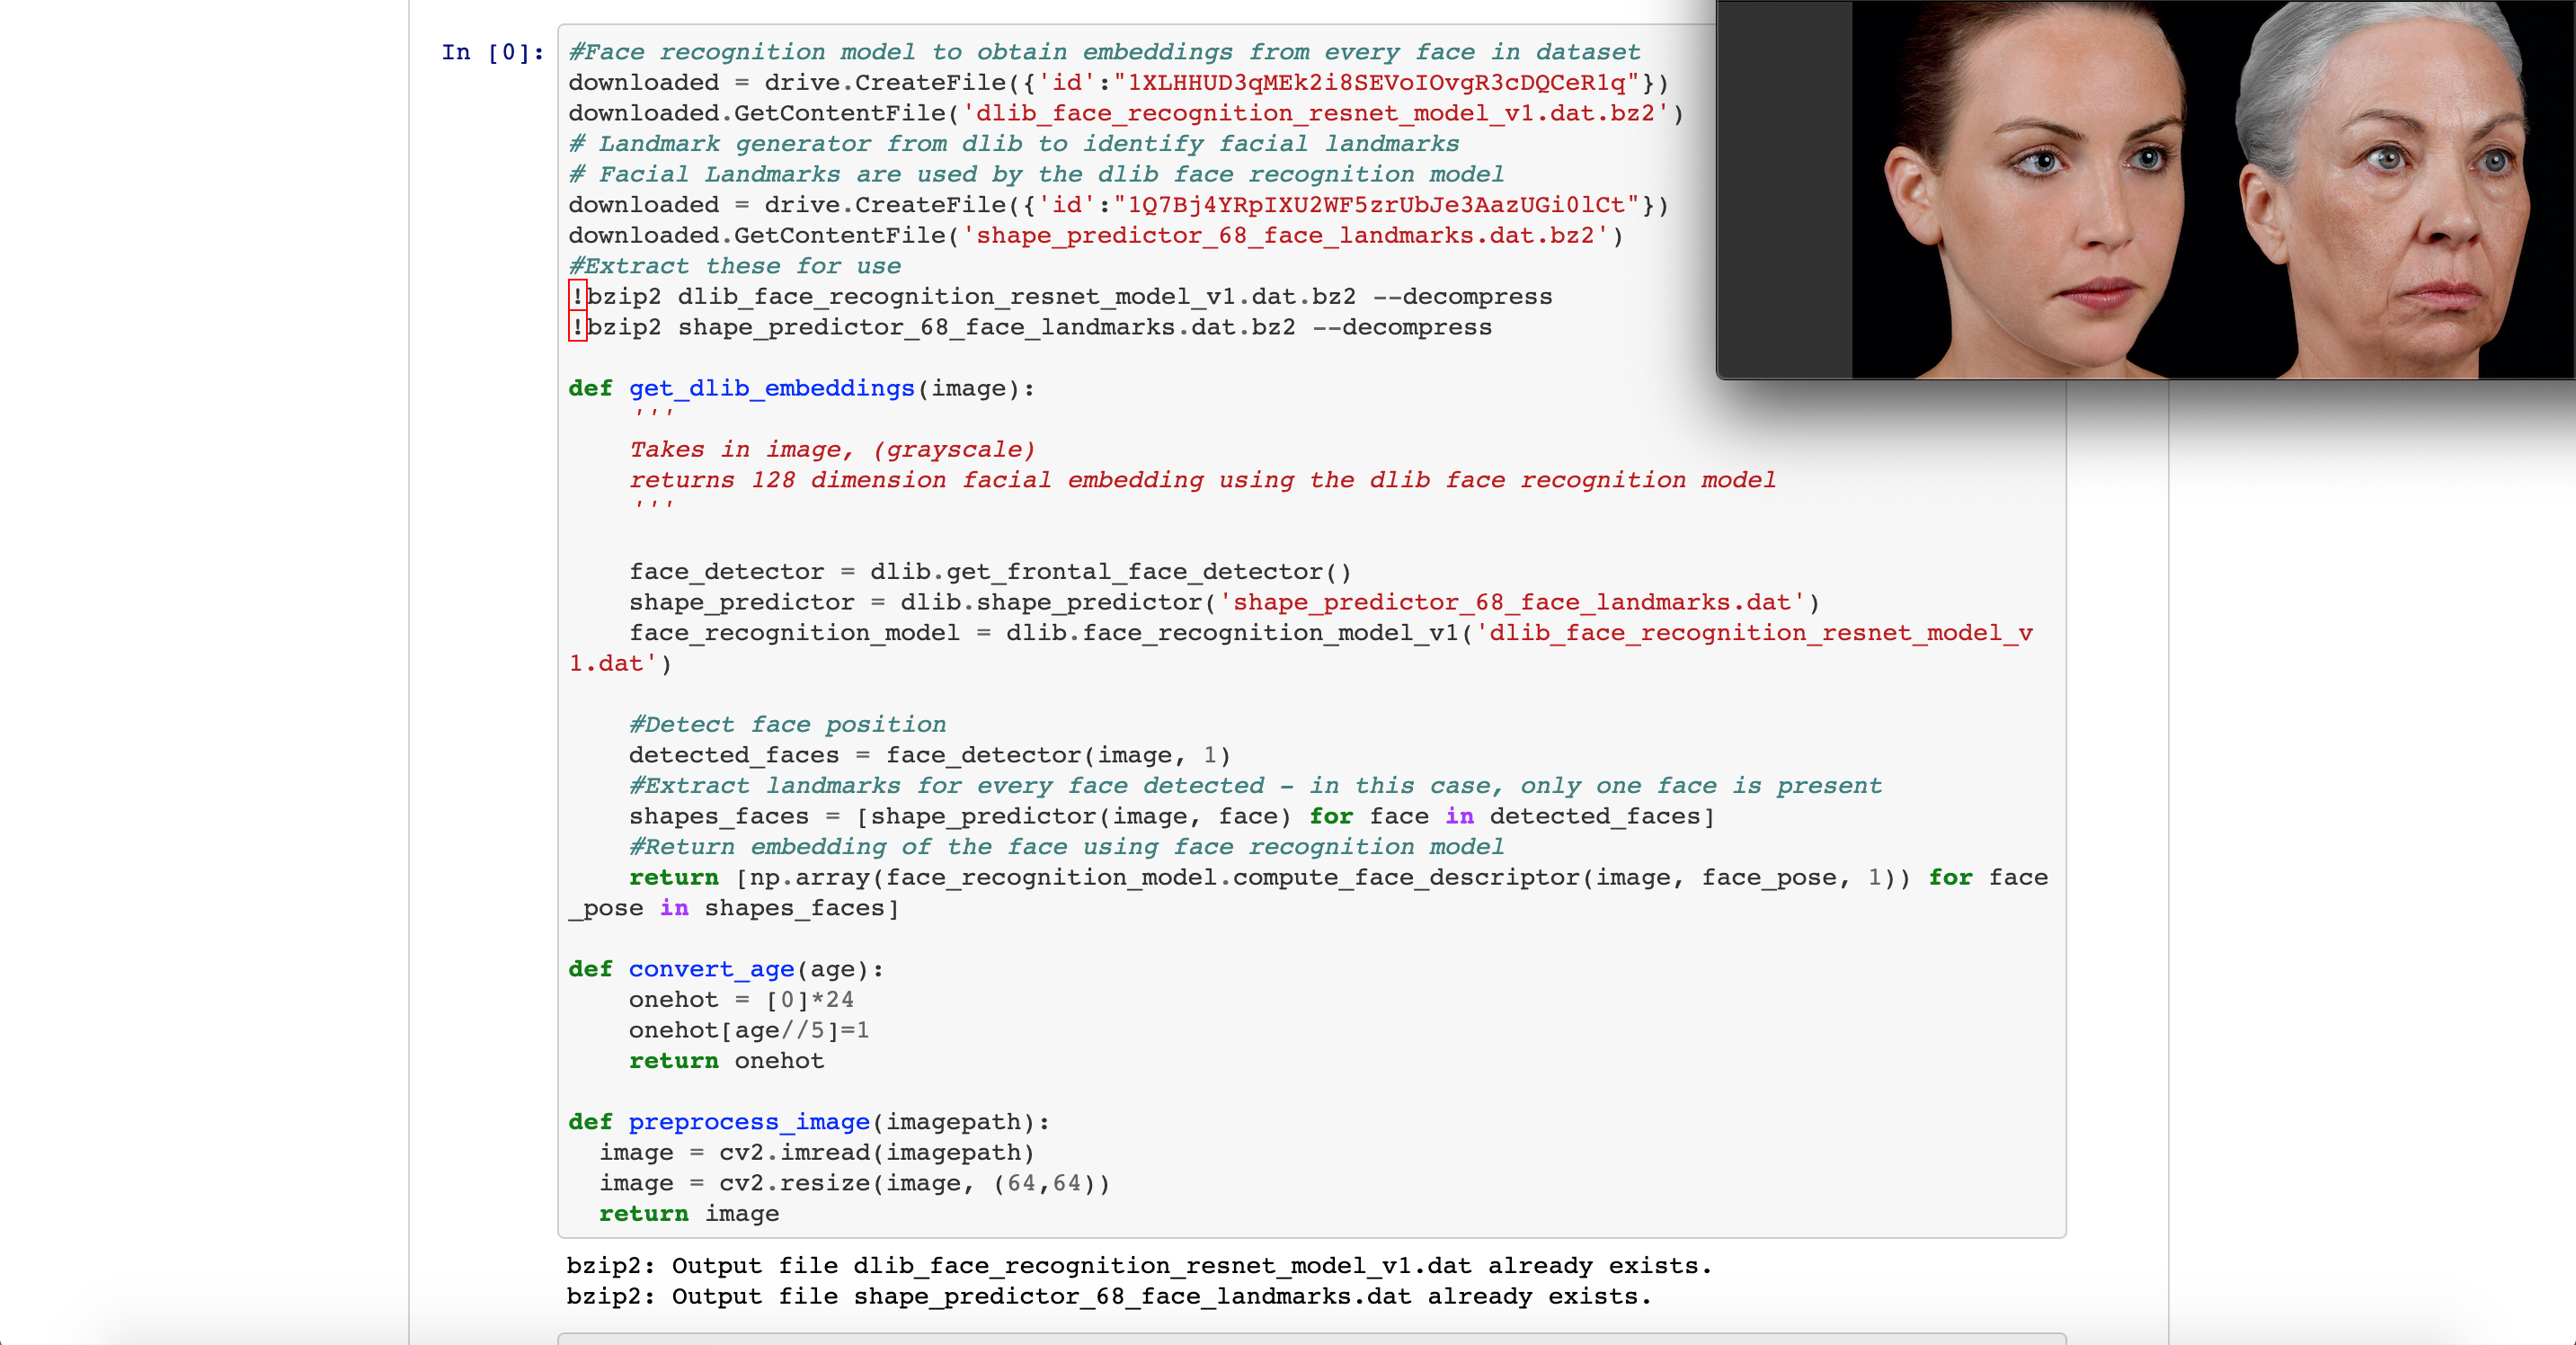 In [0]:
#Face recognition model to obtain embeddings from every face in dataset
downloaded = drive.CreateFile({'id':"1XLHHUD3qMEk2i8SEVoIOvgR3cDQCeR1q"})
downloaded.GetContentFile('dlib_face_recognition_resnet_model_v1.dat.bz2')
# Landmark generator from dlib to identify facial landmarks
# Facial Landmarks are used by the dlib face recognition model
downloaded = drive.CreateFile({'id':"1Q7Bj4YRpIXU2WF5zrUbJe3AazUGi0lCt"})
downloaded.GetContentFile('shape_predictor_68_face_landmarks.dat.bz2')
#Extract these for use
!bzip2 dlib_face_recognition_resnet_model_v1.dat.bz2 --decompress
!bzip2 shape_predictor_68_face_landmarks.dat.bz2 --decompress
def get_dlib_embeddings(image):
'''
Takes in image, (grayscale)
returns 128 dimension facial embedding using the dlib face recognition model
'''
face_detector = dlib.get_frontal_face_detector()
shape_predictor = dlib.shape_predictor('shape_predictor_68_face_landmarks.dat')
face_recognition_model = dlib.face_recognition_model_v1('dlib_face_recognition_resnet_model_v
1.dat')
#Detect face position
detected_faces = face_detector(image, 1)
#Extract landmarks for every face detected - in this case, only one face is present
shapes_faces = [shape_predictor(image, face) for face in detected_faces]
#Return embedding of the face using face recognition model
return [np.array(face_recognition_model.compute_face_descriptor(image, face_pose, 1)) for face
_pose in shapes_faces]
def convert_age(age):
onehot = [0]*24
onehot[age//5]=1
return onehot
def preprocess_image(imagepath):
image = cv2.imread(imagepath)
image = cv2.resize(image, (64,64))
return image
bzip2: Output file dlib_face_recognition_resnet_model_v1.dat already exists.
bzip2: Output file shape_predictor_68_face_landmarks.dat already exists.